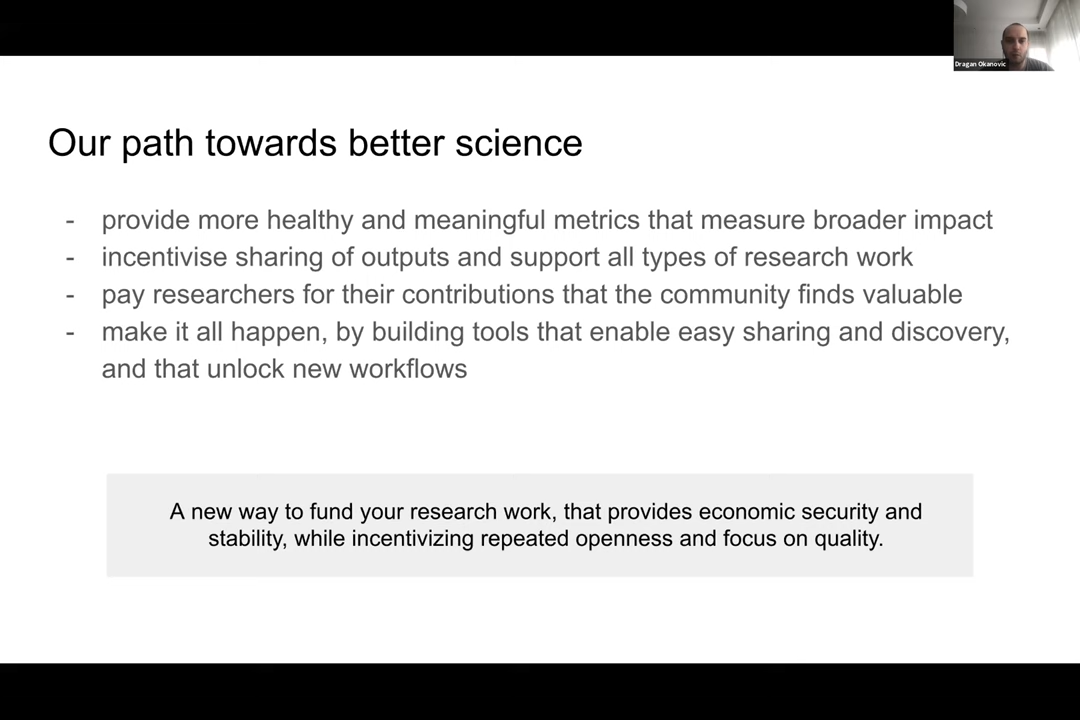 Dragan Okanovic
Our path towards better science
- provide more healthy and meaningful metrics that measure broader impact
- incentivise sharing of outputs and support all types of research work
- pay researchers for their contributions that the community finds valuable
- make it all happen, by building tools that enable easy sharing and discovery,
and that unlock new workflows
A new way to fund your research work, that provides economic security and
stability, while incentivizing repeated openness and focus on quality.